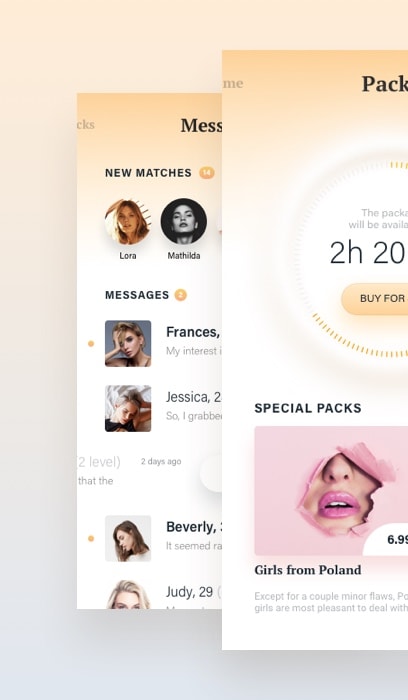 cks
Mess
NEW MATCHES 14
Lora
Mathilda
MESSAGES 2
Frances,
My interest i
Jessica, 2
So, I grabbe
2 level)
2 days ago
that the
Beverly, 3
It seemed ra
Judy, 29 (
me
Pack
The packa
will be availa
2h 20
BUY FOR
SPECIAL PACKS
6.99
Girls from Poland
Except for a couple minor flaws, Po
girls are most pleasant to deal with